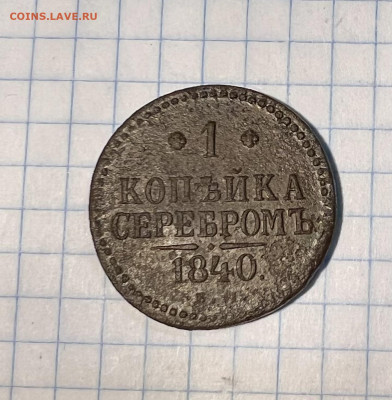 COINS.LAVE.RU
1
КОПѢЙКА
СЕРЕБРОМЪ
1840.